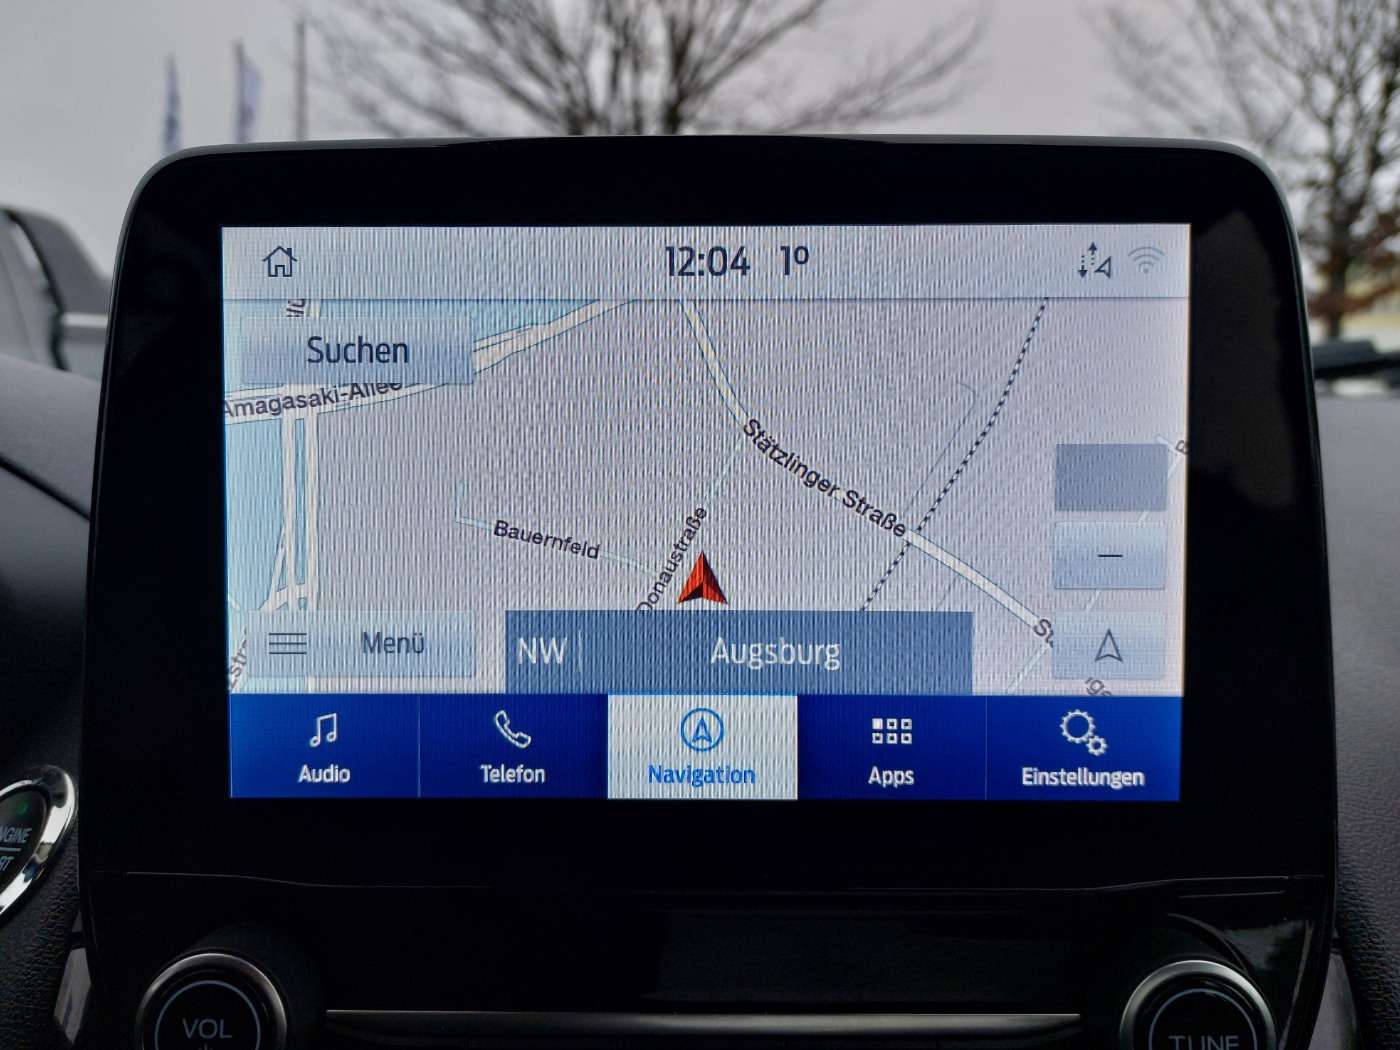 12:04 1°
Suchen
Amagasaki-Allee
Stätzlinger Straße
Bauernfeld
Donaustraße
Menü
NW
Augsburg
Audio
Telefon
Navigation
Apps
Einstellungen
VOL
TUNE